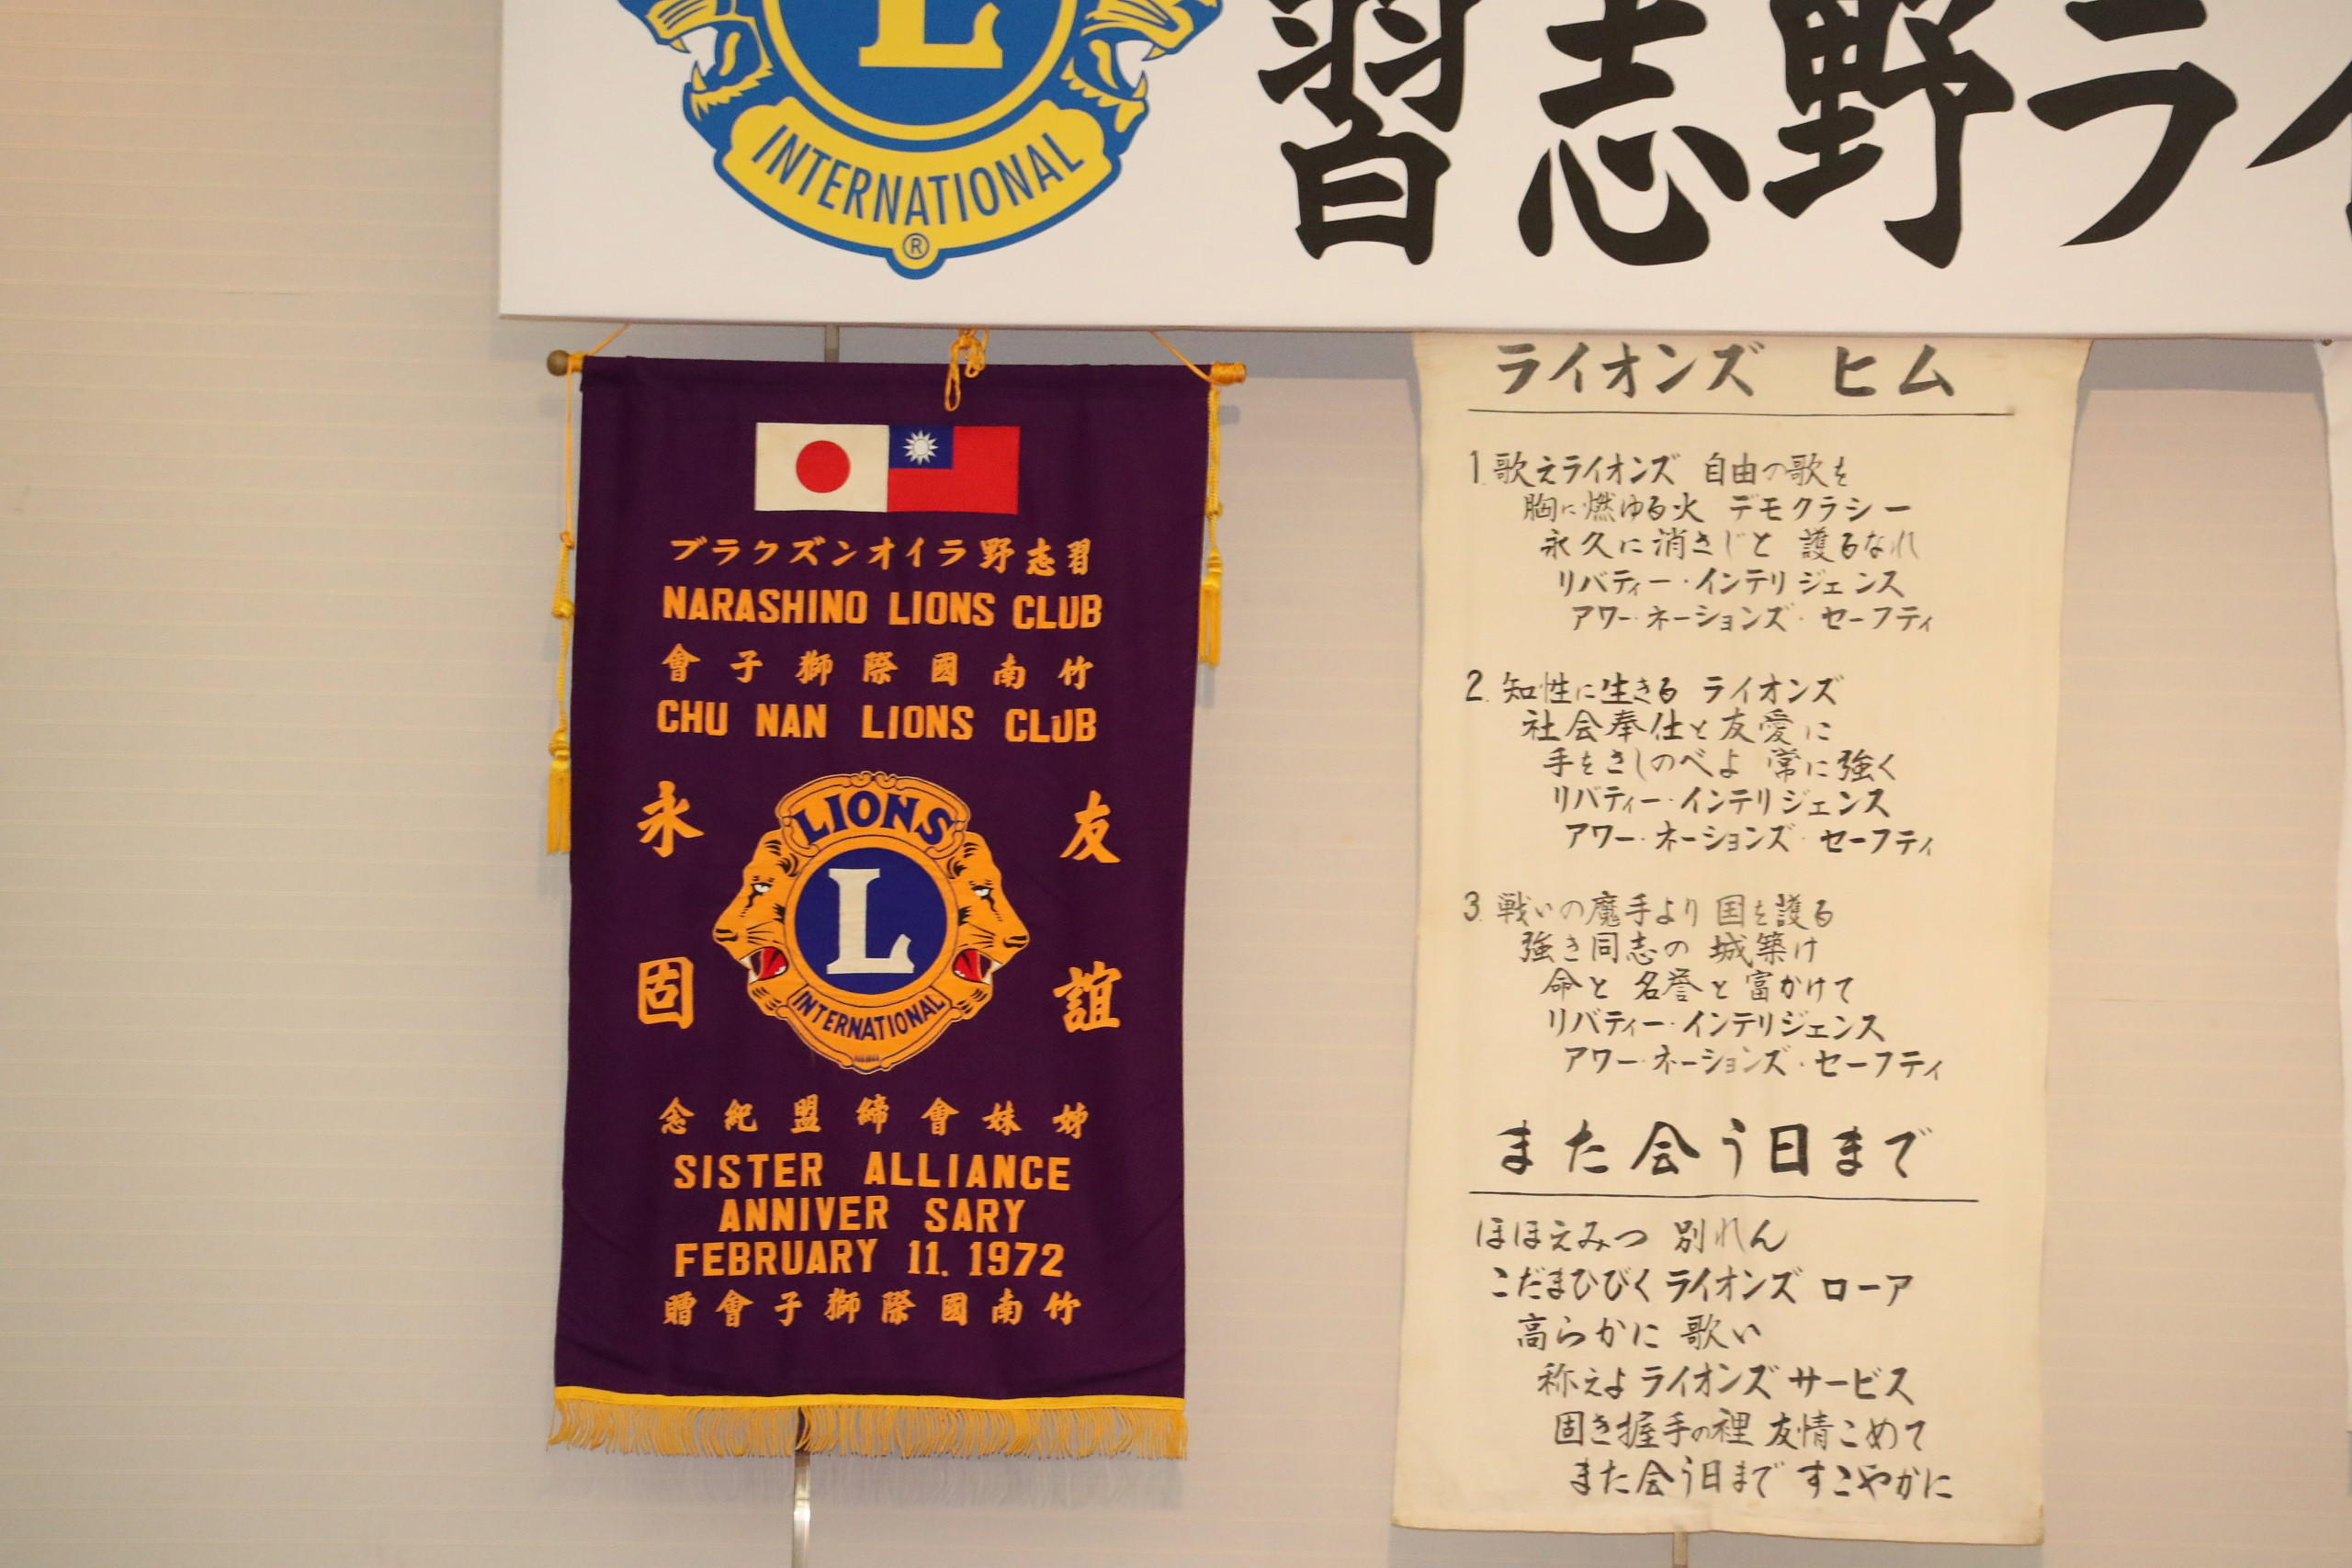 L
INTERNATIONAL
®
習志野ライ
ブラクズンオイラ野志習
NARASHINO LIONS CLUB
會子獅際國南竹
CHU NAN LIONS CLUB
友誼
永固
LIONS
L
INTERNATIONAL
念紀盟締會妹姊
SISTER ALLIANCE
ANNIVER SARY
FEBRUARY 11. 1972
贈會子獅際國南竹
ライオンズ ヒム
1. 歌えライオンズ 自由の歌を
胸に燃ゆる火 デモクラシー
永久に消さじと 護るなれ
リバティー・インテリジェンス
アワー・ネーションズ・セーフティ
2. 知性に生きる ライオンズ
社会奉仕と友愛に
手をさしのべよ 常に強く
リバティー・インテリジェンス
アワー・ネーションズ・セーフティ
3. 戦いの魔手より 国を護る
強き同志の 城築け
命と 名誉と富かけて
リバティー・インテリジェンス
アワー・ネーションズ・セーフティ
また会う日まで
ほほえみつ 別れん
こだまひびくライオンズ ローア
高らかに 歌い
称えよライオンズサービス
固き握手の裡 友情こめて
また会う日まで すこやかに